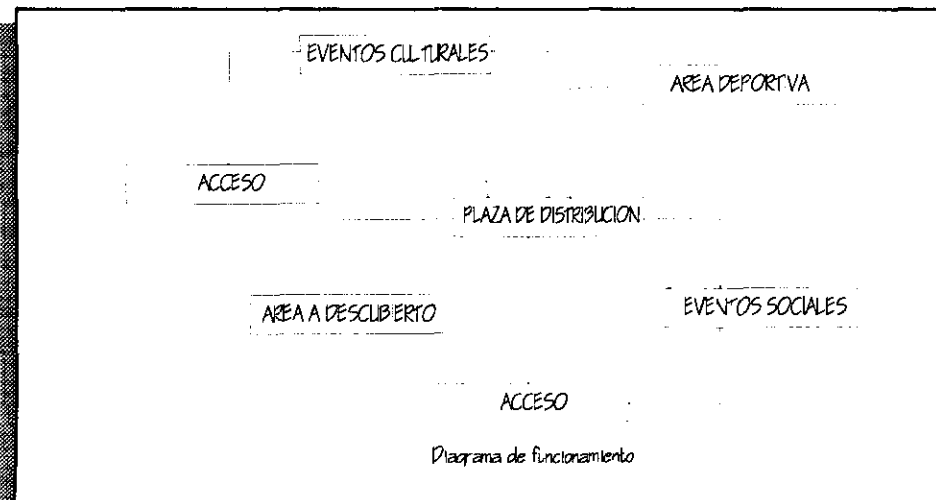 EVENTOS CULTURALES
AREA DEPORTIVA
ACCESO
PLAZA DE DISTRIBUCION
AREA A DESCUBIERTO
EVENTOS SOCIALES
ACCESO
Diagrama de funcionamiento